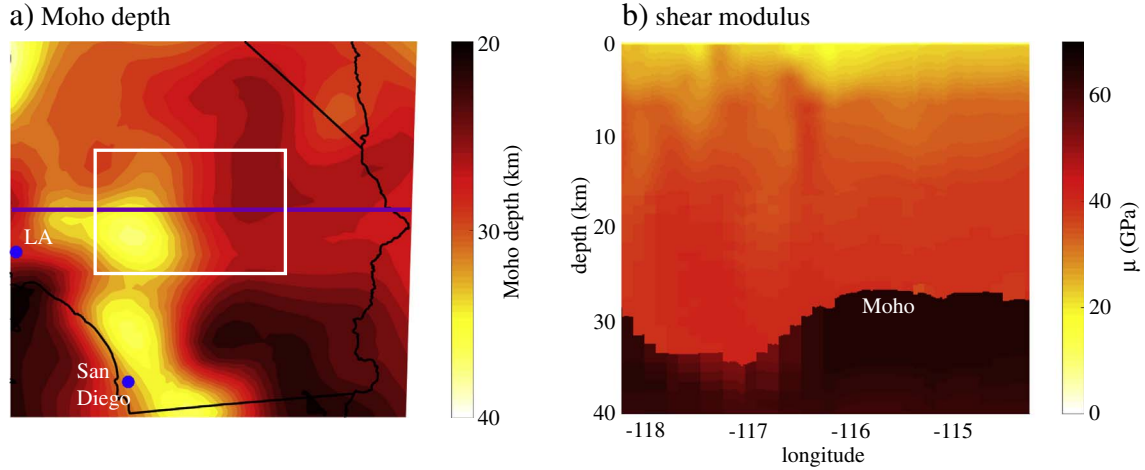 a) Moho depth
LA
San
Diego
20
30
40
Moho depth (km)
b) shear modulus
0
10
20
30
40
depth (km)
Moho
-118
-117
-116
-115
longitude
60
40
20
0
μ (GPa)